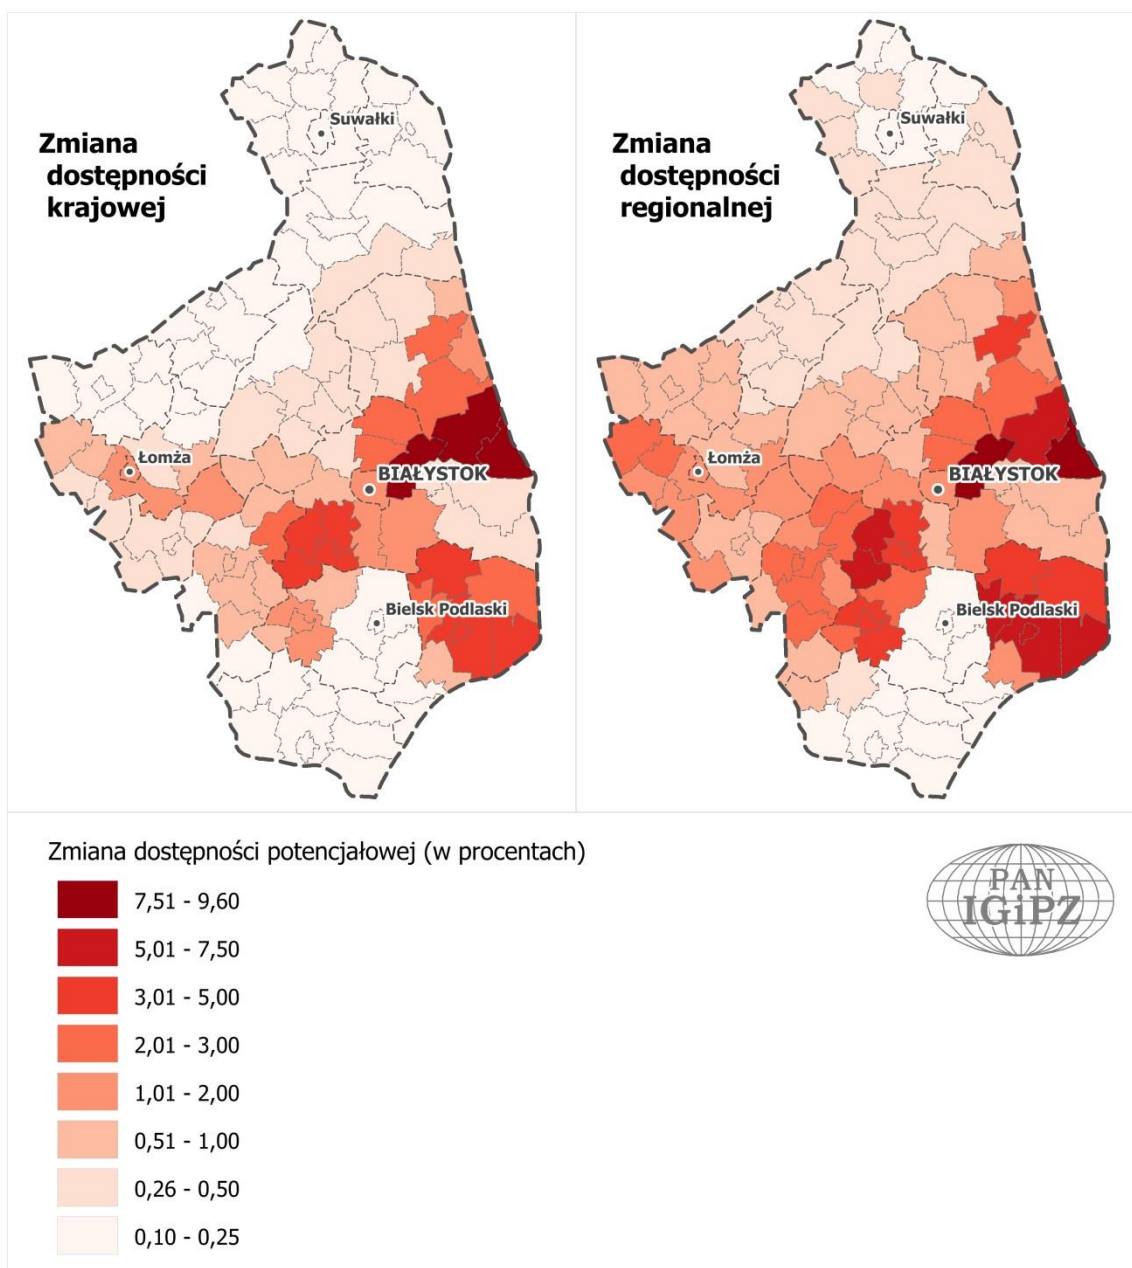 Zmiana
dostępności
krajowej
Suwałki
Łomża
BIAŁYSTOK
Bielsk Podlaski
Zmiana
dostępności
regionalnej
Suwałki
Łomża
BIAŁYSTOK
Bielsk Podlaski
Zmiana dostępności potencjałowej (w procentach)
7,51 - 9,60
5,01 - 7,50
3,01 - 5,00
2,01 - 3,00
1,01 - 2,00
0,51 - 1,00
0,26 - 0,50
0,10 - 0,25
PAN
IGiPZ